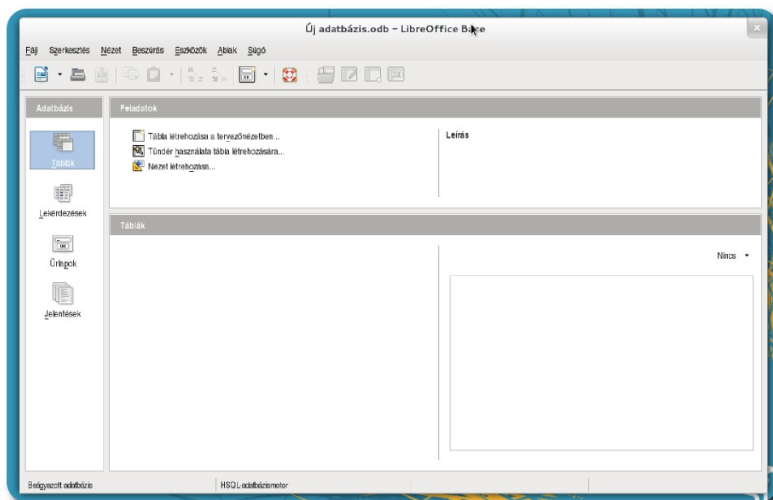 Új adatbázis.odb – LibreOffice Base
Fájl Szerkesztés Nézet Beszúrás Eszközök Ablak Súgó
Adatbázis
Feladatok
Táblák
Lekérdezések
Űrlapok
Jelentések
Tábla létrehozása a tervezőnézetben...
Tündér használata tábla létrehozására...
Nézet létrehozása...
Leírás
Táblák
Nincs
Beágyazott adatbázis
HSQL-adatbázismotor